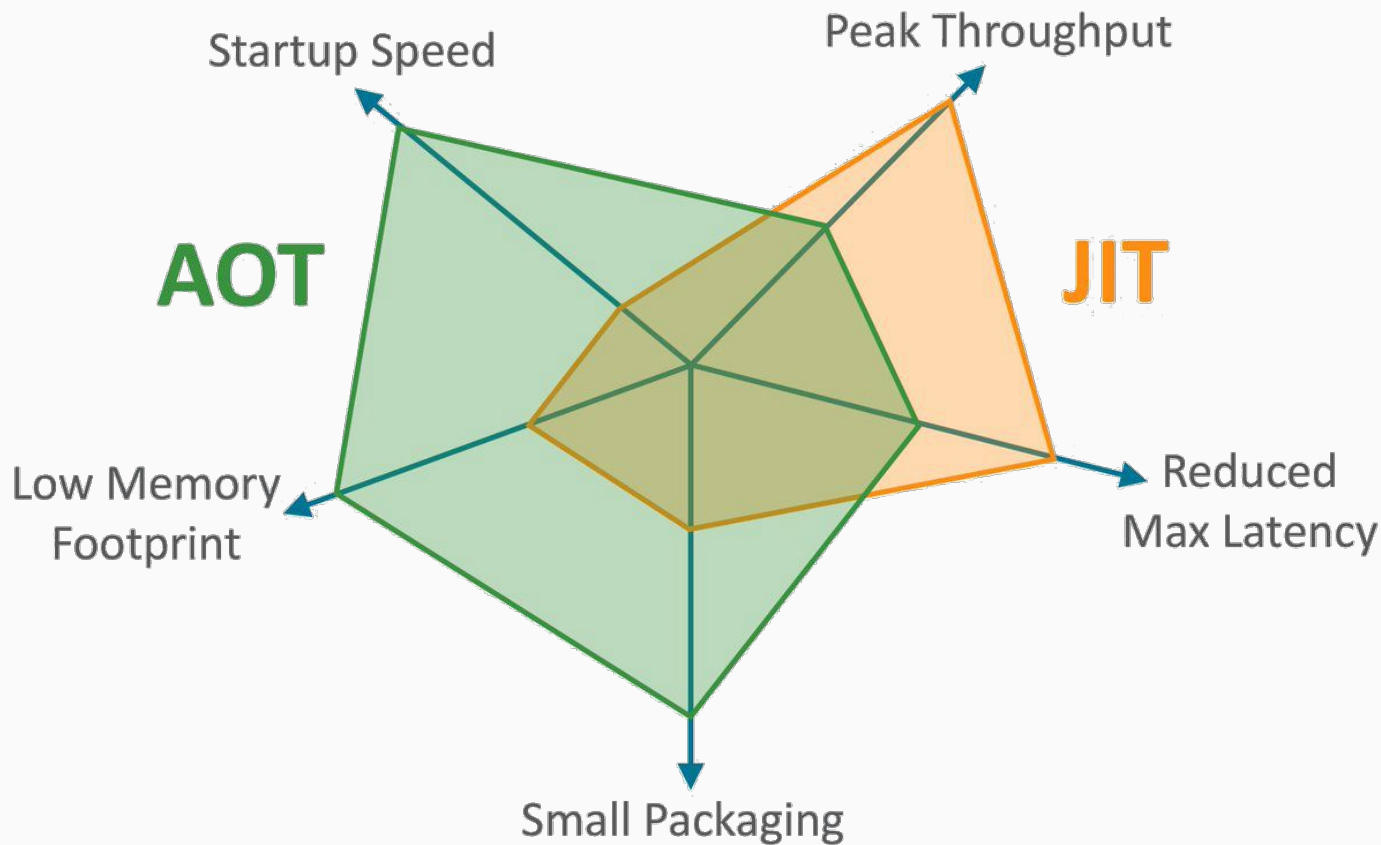 Startup Speed
Peak Throughput
AOT
JIT
Low Memory
Footprint
Reduced
Max Latency
Small Packaging